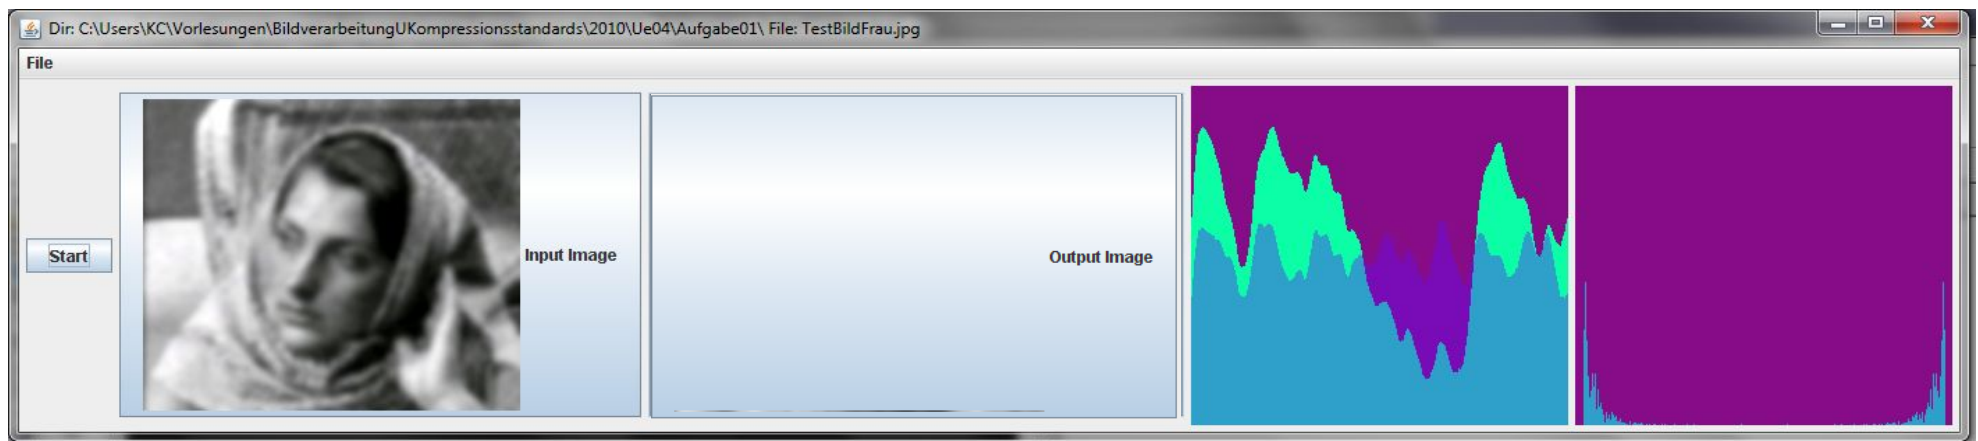 Dir: C:\Users\KC\Vorlesungen\BildverarbeitungUKompressionsstandards\2010\Ue04\Aufgabe01\ File: TestBildFrau.jpg
File
Start
Input Image
Output Image